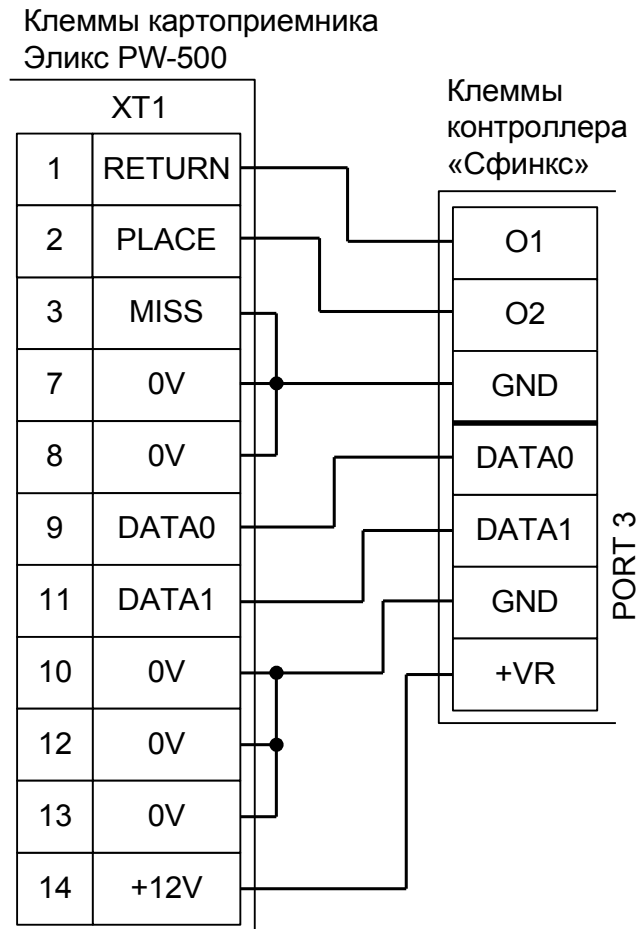 Клеммы картоприемника
Эликс PW-500
XT1
1 RETURN
2 PLACE
3 MISS
7 0V
8 0V
9 DATA0
11 DATA1
10 0V
12 0V
13 0V
14 +12V
Клеммы
контроллера
«Сфинкс»
O1
O2
GND
DATA0
DATA1
GND
+VR
PORT 3